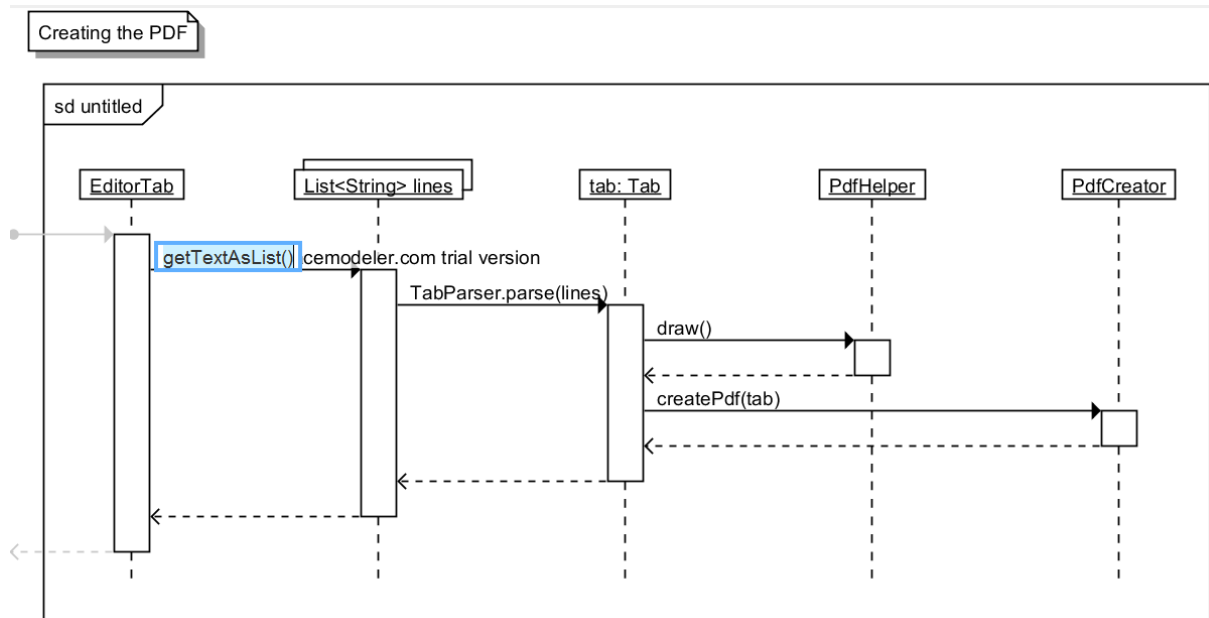 Creating the PDF
sd untitled
EditorTab
List<String> lines
tab: Tab
PdfHelper
PdfCreator
getTextAsList() cemodeler.com trial version
TabParser.parse(lines)
draw()
createPdf(tab)